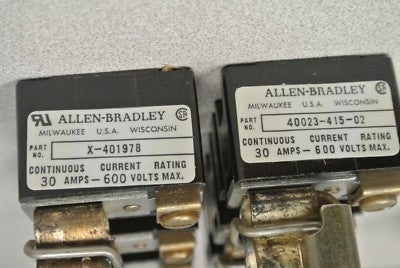 ALLEN-BRADLEY
MILWAUKEE U.S.A. WISCONSIN
PART NO. X-401978
CONTINUOUS CURRENT RATING
30 AMPS-600 VOLTS MAX.
ALLEN-BRADLEY
MILWAUKEE U.S.A. WISCONSIN
PART NO. 40023-415-02
CONTINUOUS CURRENT RATING
30 AMPS-600 VOLTS MAX.